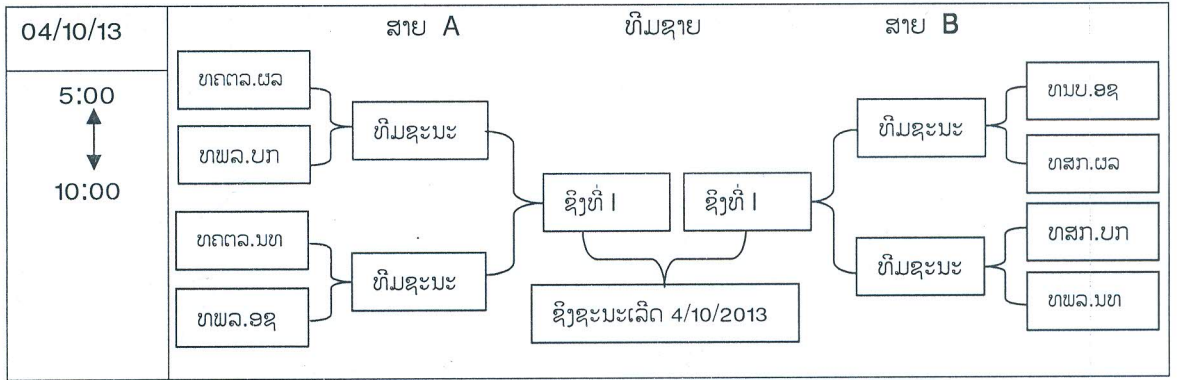 04/10/13
ສາຍ A
ທີມຊາຍ
ສາຍ B
5:00
10:00
ທຄຕລ.ຜລ
ທພລ.ບກ
ທຄຕລ.ນທ
ທພລ.ອຊ
ທີມຊະນະ
ທີມຊະນະ
ຊິງທີ່ I
ຊິງທີ່ I
ຊິງຊະນະເລີດ 4/10/2013
ທີມຊະນະ
ທີມຊະນະ
ທນບ.ອຊ
ທສກ.ຜລ
ທສກ.ບກ
ທພລ.ນທ